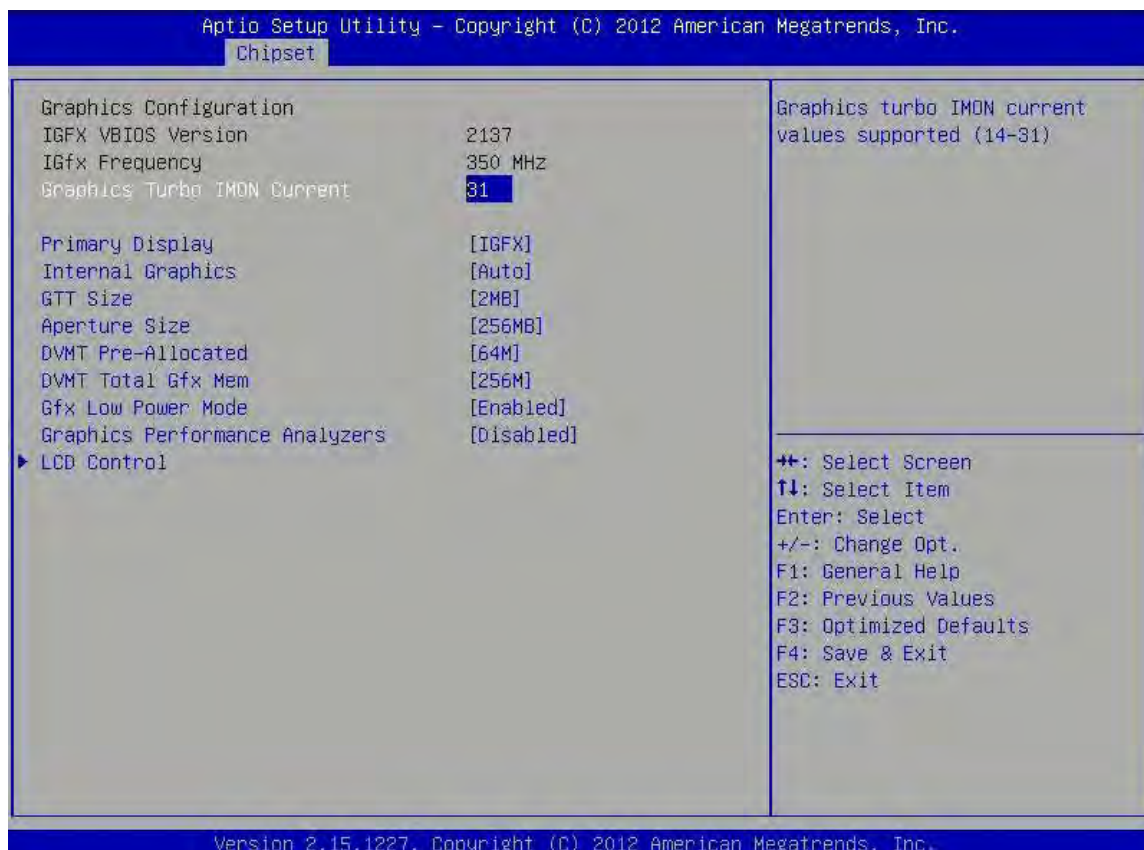 Aptio Setup Utility – Copyright (C) 2012 American Megatrends, Inc.
Chipset
Graphics Configuration
IGFX VBIOS Version 2137
IGfx Frequency 350 MHz
Graphics Turbo IMON Current 31
Primary Display [IGFX]
Internal Graphics [Auto]
GTT Size [2MB]
Aperture Size [256MB]
DVMT Pre-Allocated [64M]
DVMT Total Gfx Mem [256M]
Gfx Low Power Mode [Enabled]
Graphics Performance Analyzers [Disabled]
▶ LCD Control
Graphics turbo IMON current
values supported (14-31)
→←: Select Screen
↑↓: Select Item
Enter: Select
+/-: Change Opt.
F1: General Help
F2: Previous Values
F3: Optimized Defaults
F4: Save & Exit
ESC: Exit
Version 2.15.1227. Copyright (C) 2012 American Megatrends, Inc.